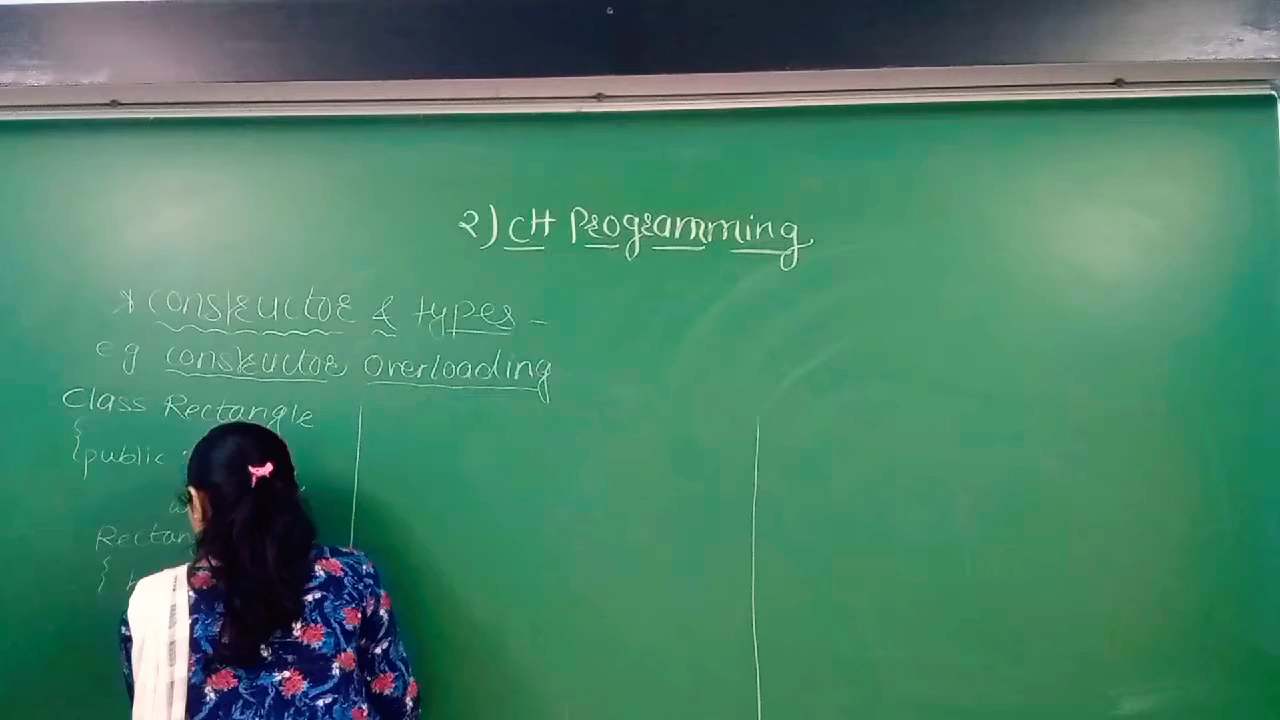 2) C++ Programming
* Constructor & types -
eg constructor Overloading
Class Rectangle
{
{public
Rectan
{